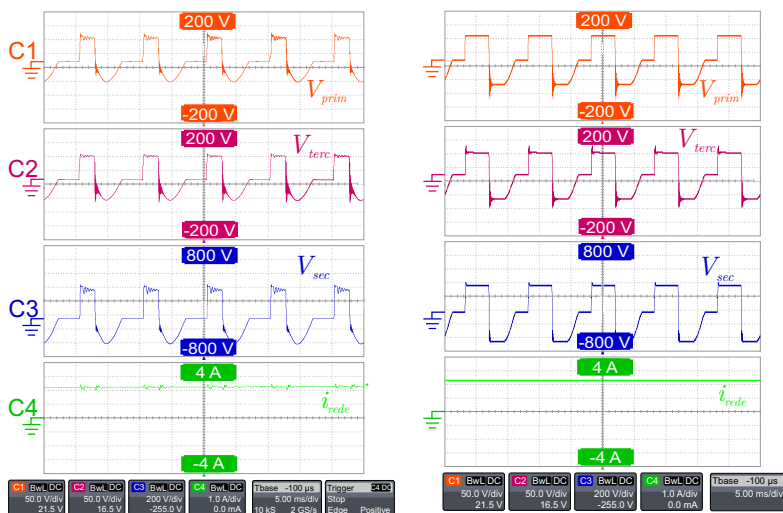 200 V
C1
V_prim
-200 V
200 V
V_terc
C2
-200 V
800 V
V_sec
C3
-800 V
4 A
i_rede
C4
-4 A
C1 BwL DC
50.0 V/div
21.5 V
C2 BwL DC
50.0 V/div
16.5 V
C3 BwL DC
200 V/div
-255.0 V
C4 BwL DC
1.0 A/div
0.0 mA
Tbase -100 µs
5.00 ms/div
10 kS 2 GS/s
Trigger C4 DC
Stop
Edge Positive
200 V
V_prim
-200 V
200 V
V_terc
-200 V
800 V
V_sec
-800 V
4 A
i_rede
-4 A
C1 BwL DC
50.0 V/div
21.5 V
C2 BwL DC
50.0 V/div
16.5 V
C3 BwL DC
200 V/div
-255.0 V
C4 BwL DC
1.0 A/div
0.0 mA
Tbase -100 µs
5.00 ms/div